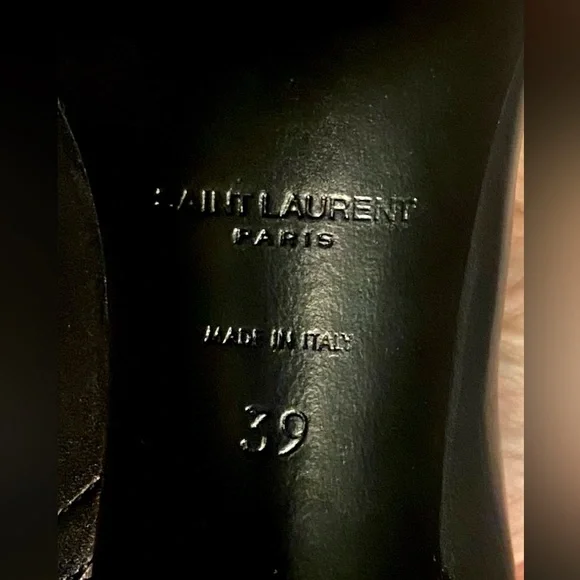 SAINT LAURENT
PARIS
MADE IN ITALY
39